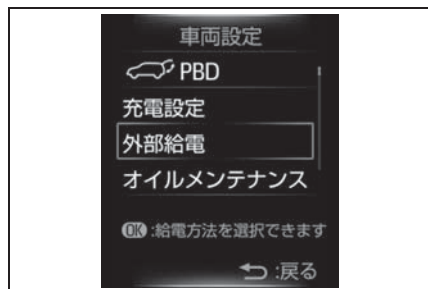 車両設定
PBD
充電設定
外部給電
オイルメンテナンス
OK:給電方法を選択できます
:戻る